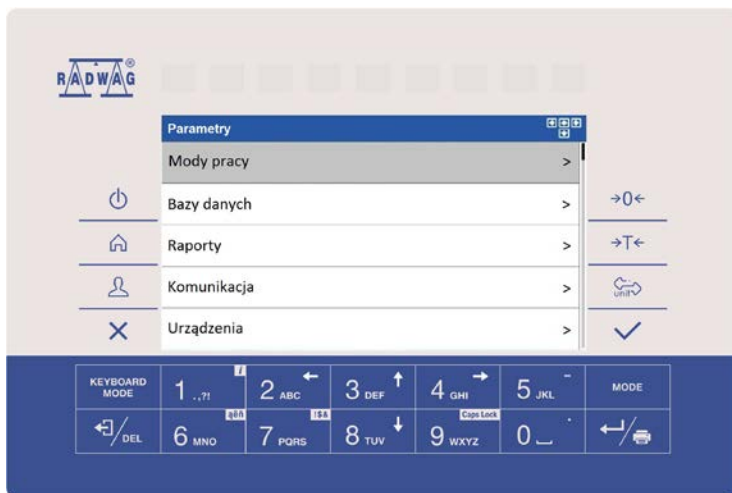 RADWAG®
Parametry
Mody pracy >
Bazy danych >
Raporty >
Komunikacja >
Urządzenia >
→0←
→T←
unit
KEYBOARD MODE
1 .,?! i
2 ABC ←
3 DEF ↑
4 GHI →
5 JKL -
MODE
DEL
6 MNO qêñ
7 PQRS !$&
8 TUV ↓
9 WXYZ Caps Lock
0 .